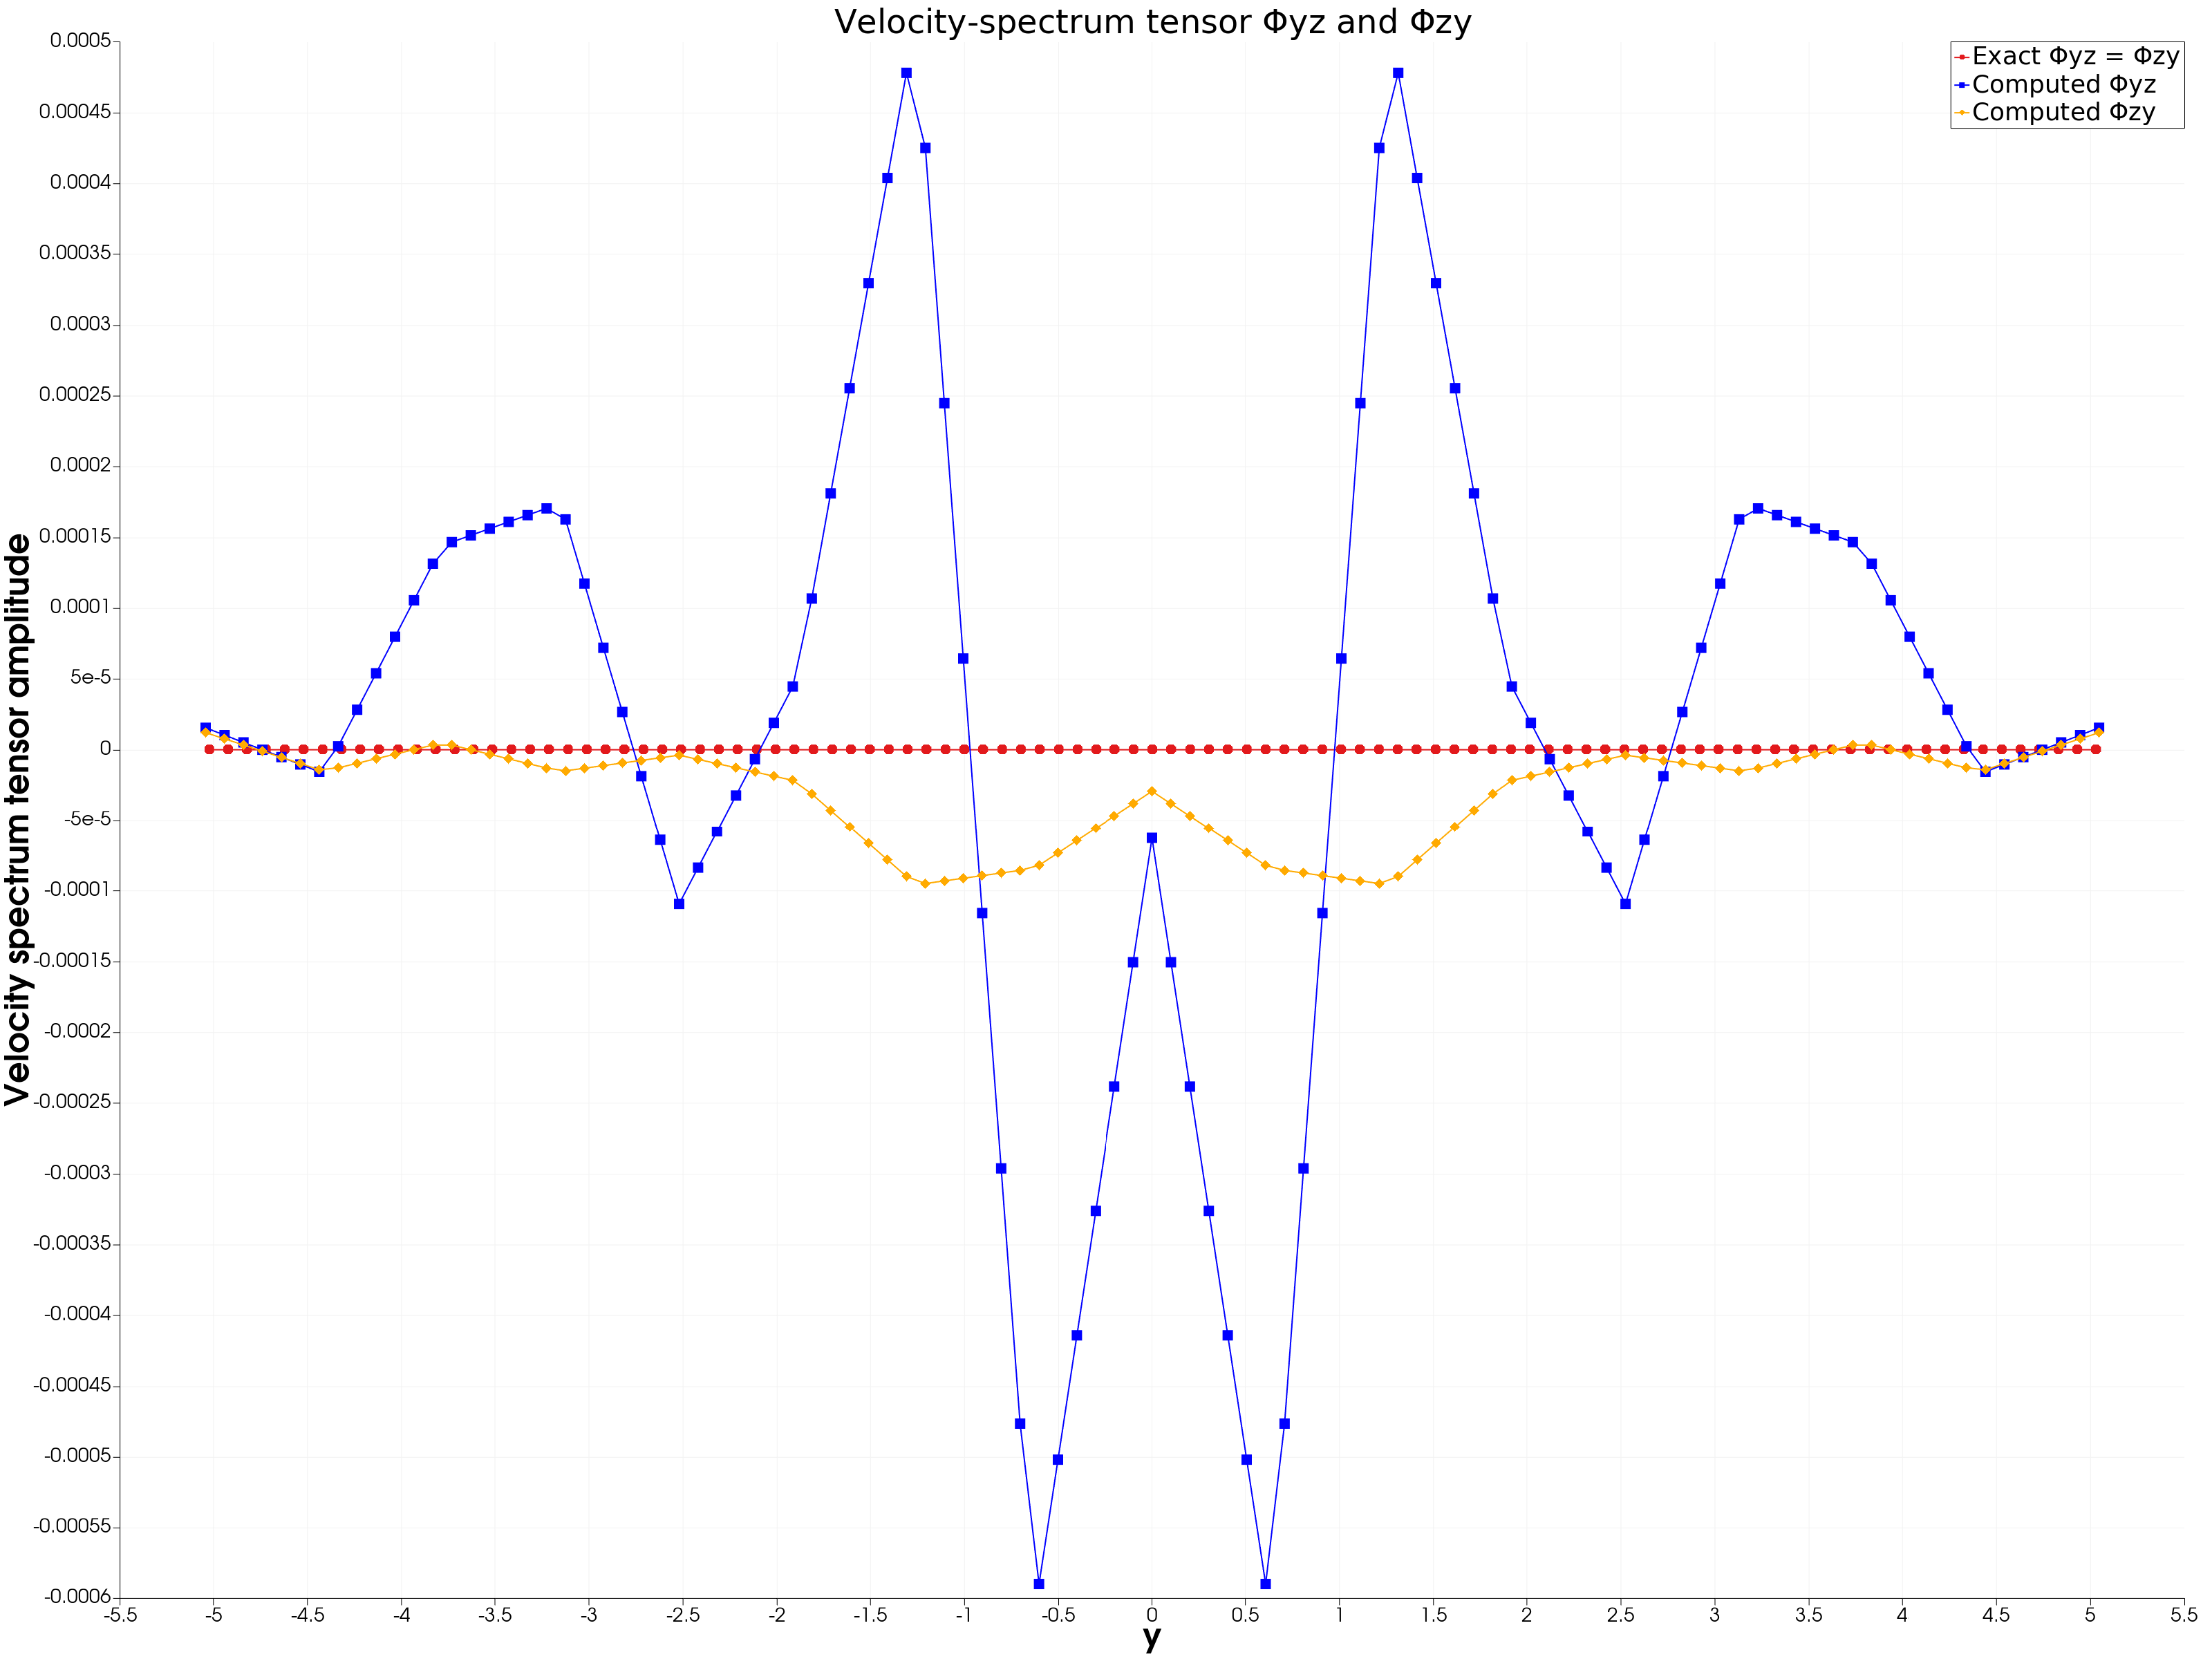 Velocity-spectrum tensor Φyz and Φzy
Exact Φyz = Φzy
Computed Φyz
Computed Φzy
Velocity spectrum tensor amplitude
0.0005
0.00045
0.0004
0.00035
0.0003
0.00025
0.0002
0.00015
0.0001
5e-5
0
-5e-5
-0.0001
-0.00015
-0.0002
-0.00025
-0.0003
-0.00035
-0.0004
-0.00045
-0.0005
-0.00055
-0.0006
-5.5 -5 -4.5 -4 -3.5 -3 -2.5 -2 -1.5 -1 -0.5 0 0.5 1 1.5 2 2.5 3 3.5 4 4.5 5 5.5
y